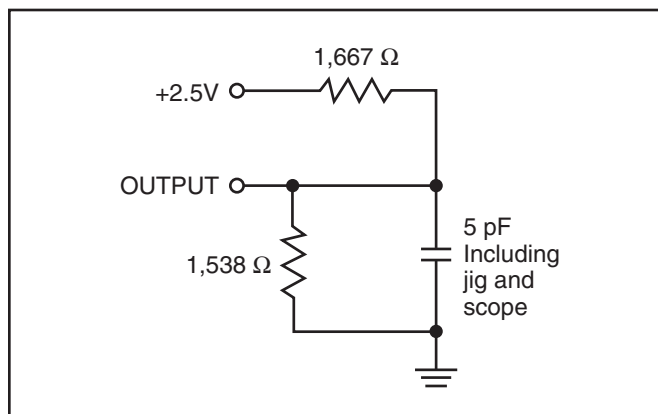 1,667 Ω
+2.5V
OUTPUT
1,538 Ω
5 pF
Including
jig and
scope